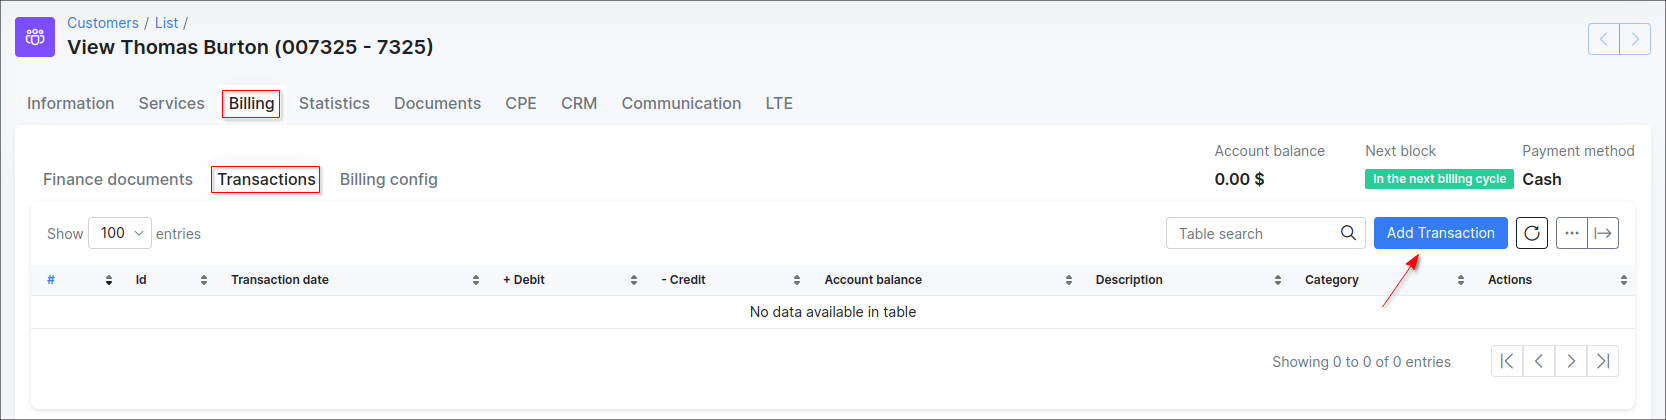 Customers / List /
View Thomas Burton (007325 - 7325)
Information Services Billing Statistics Documents CPE CRM Communication LTE
Account balance Next block Payment method
0.00 $ In the next billing cycle Cash
Finance documents Transactions Billing config
Show 100 entries Table search Add Transaction
# Id Transaction date + Debit - Credit Account balance Description Category Actions
No data available in table
Showing 0 to 0 of 0 entries